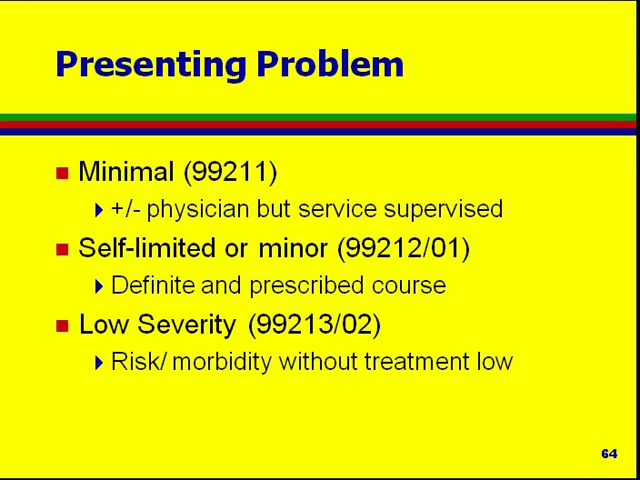 Presenting Problem
Minimal (99211)
+/- physician but service supervised
Self-limited or minor (99212/01)
Definite and prescribed course
Low Severity (99213/02)
Risk/ morbidity without treatment low
64